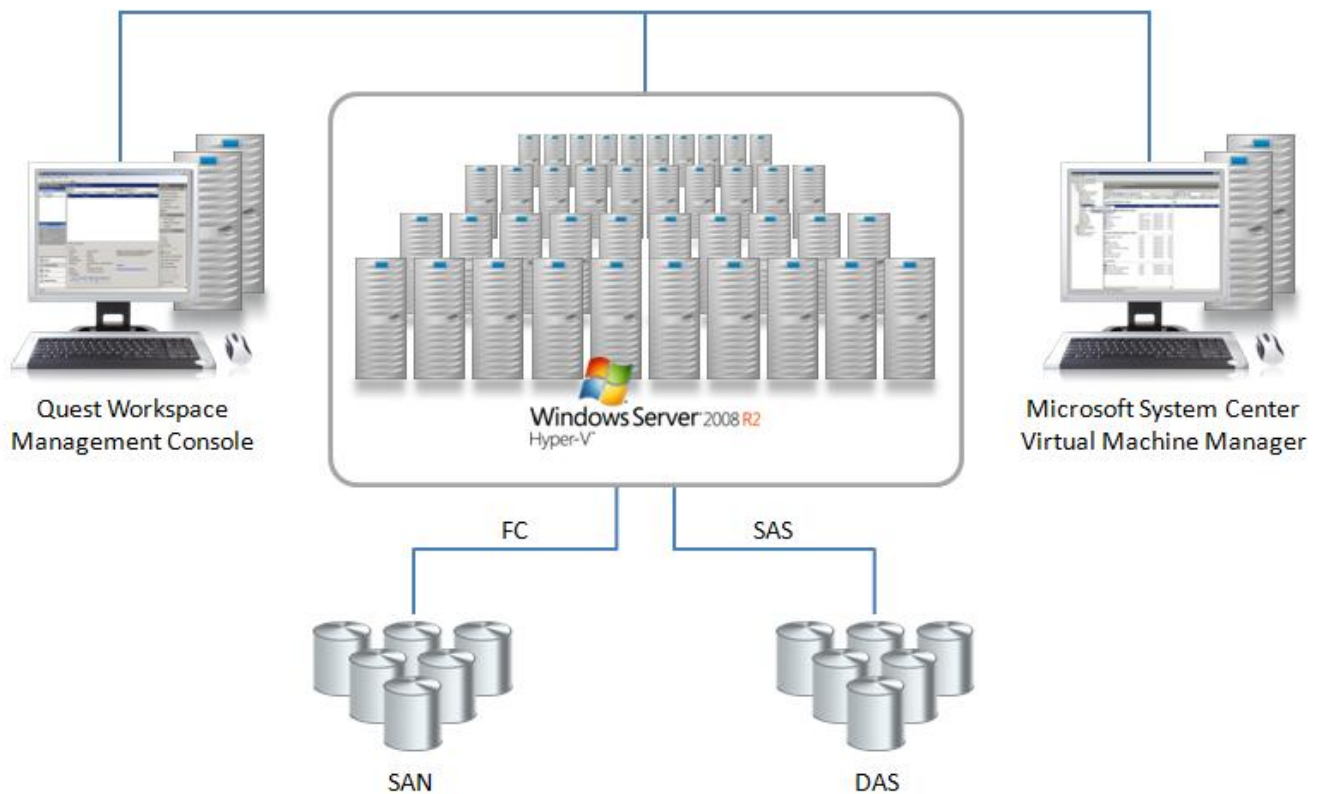 Quest Workspace
Management Console
Windows Server 2008 R2
Hyper-V™
Microsoft System Center
Virtual Machine Manager
FC
SAS
SAN
DAS